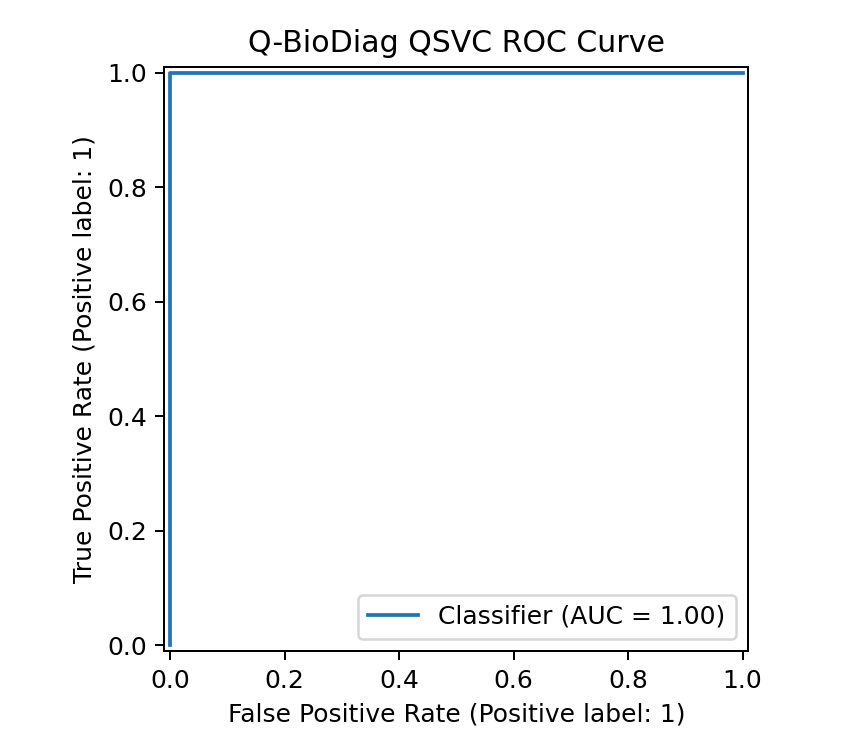 Q-BioDiag QSVC ROC Curve
1.0
0.8
0.6
0.4
0.2
0.0
True Positive Rate (Positive label: 1)
Classifier (AUC = 1.00)
0.0 0.2 0.4 0.6 0.8 1.0
False Positive Rate (Positive label: 1)